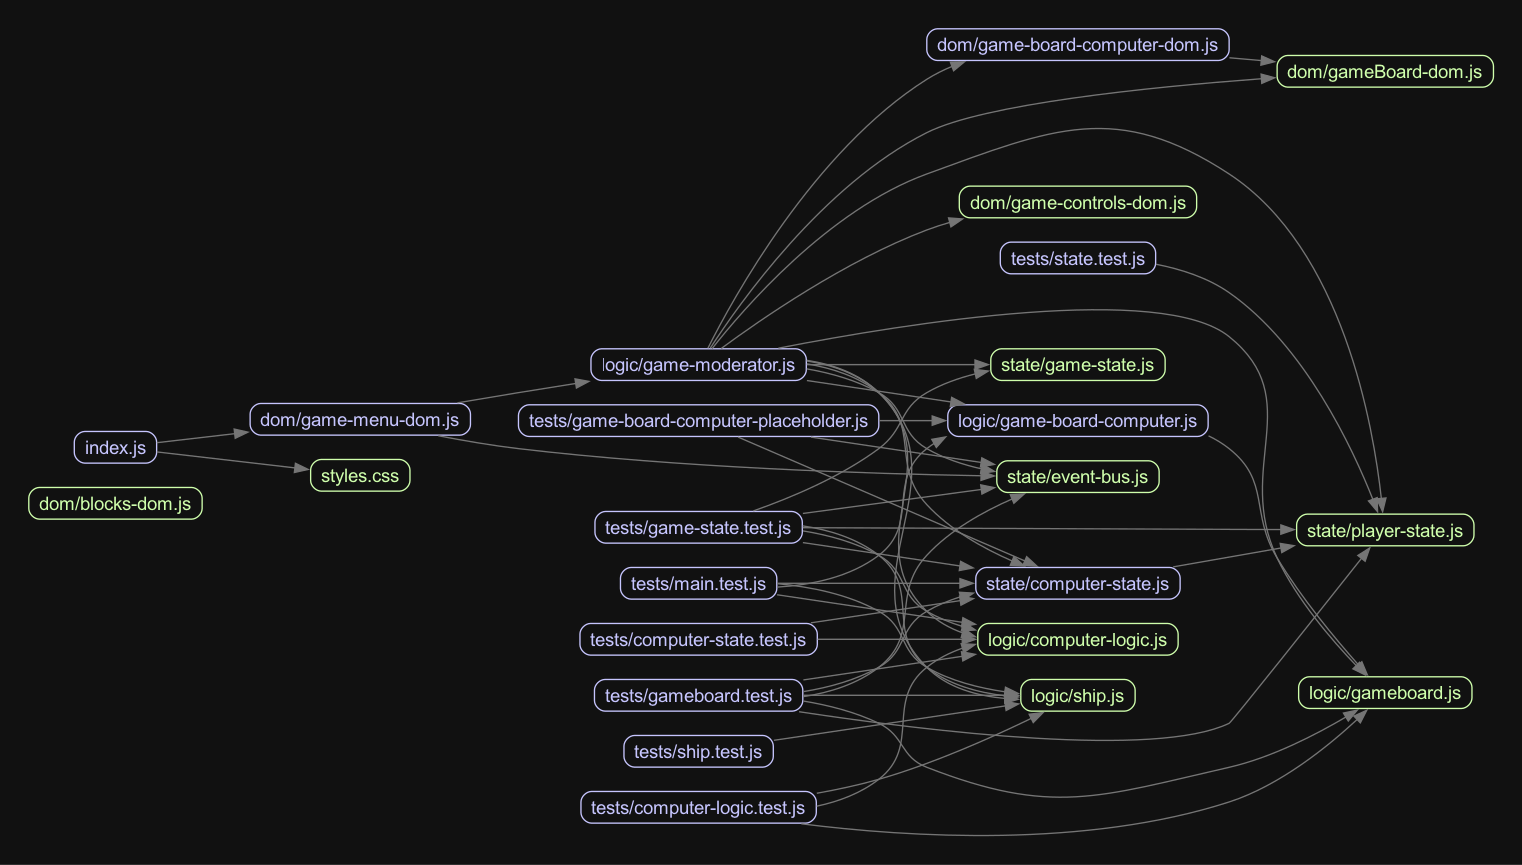 dom/game-board-computer-dom.js
dom/gameBoard-dom.js
dom/game-controls-dom.js
tests/state.test.js
logic/game-moderator.js
state/game-state.js
dom/game-menu-dom.js
tests/game-board-computer-placeholder.js
logic/game-board-computer.js
index.js
styles.css
state/event-bus.js
dom/blocks-dom.js
tests/game-state.test.js
state/player-state.js
tests/main.test.js
state/computer-state.js
tests/computer-state.test.js
logic/computer-logic.js
tests/gameboard.test.js
logic/ship.js
logic/gameboard.js
tests/ship.test.js
tests/computer-logic.test.js